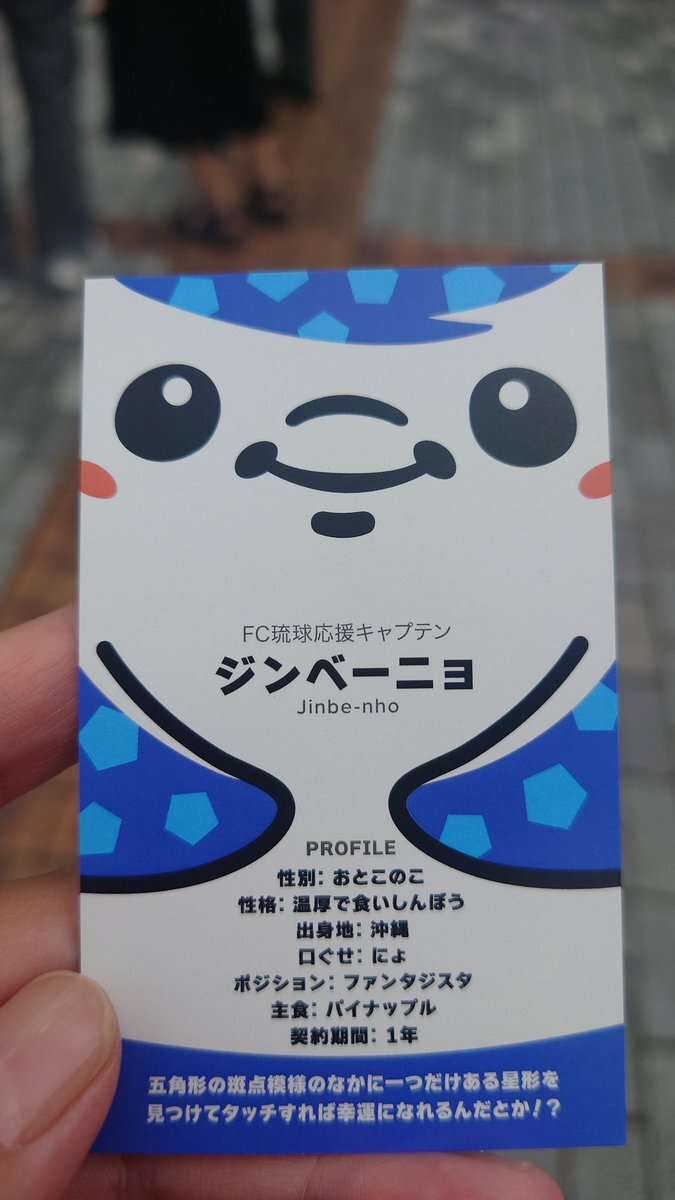 FC琉球応援キャプテン
ジンベーニョ
Jinbe-nho
PROFILE
性別：おとこのこ
性格：温厚で食いしんぼう
出身地：沖縄
口ぐせ：にょ
ポジション：ファンタジスタ
主食：パイナップル
契約期間：1年
五角形の斑点模様のなかに一つだけある星形を
見つけてタッチすれば幸運になれるんだとか！？